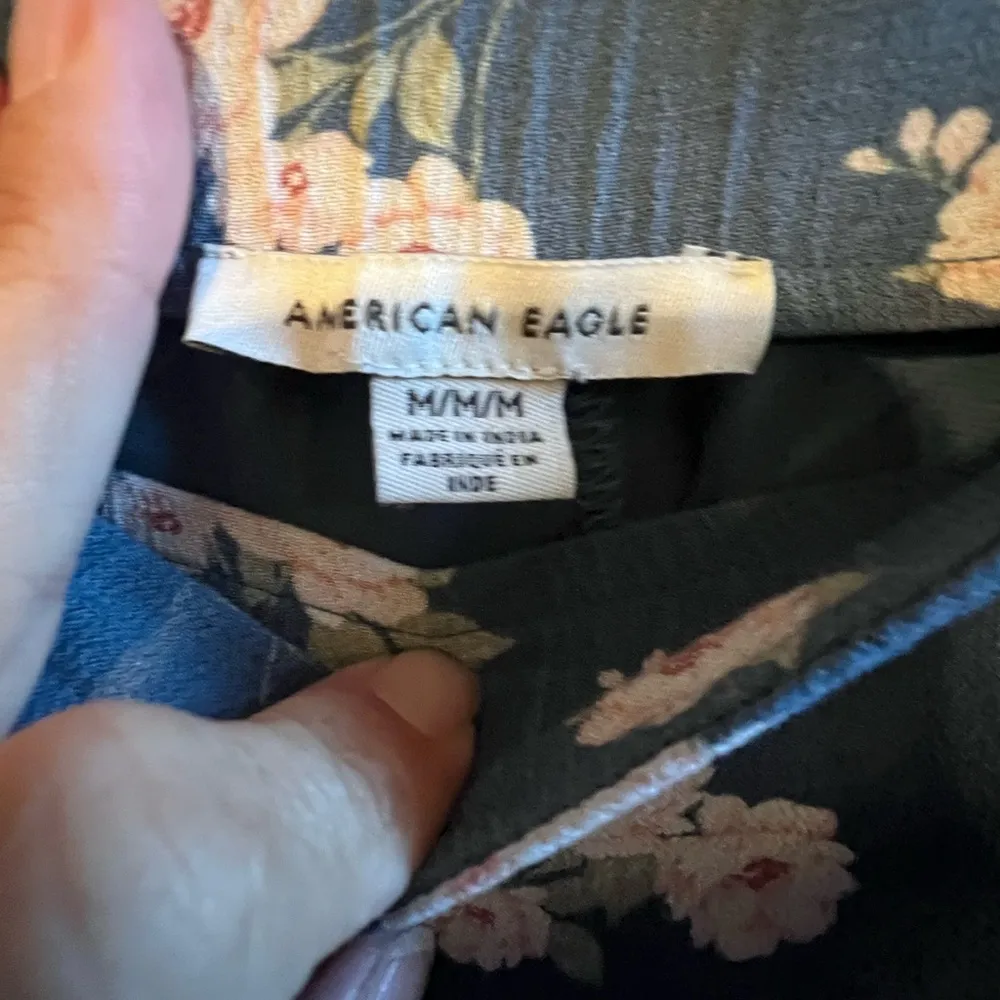 AMERICAN EAGLE
M/M/M
MADE IN INDIA
FABRIQUÉ EN
INDE